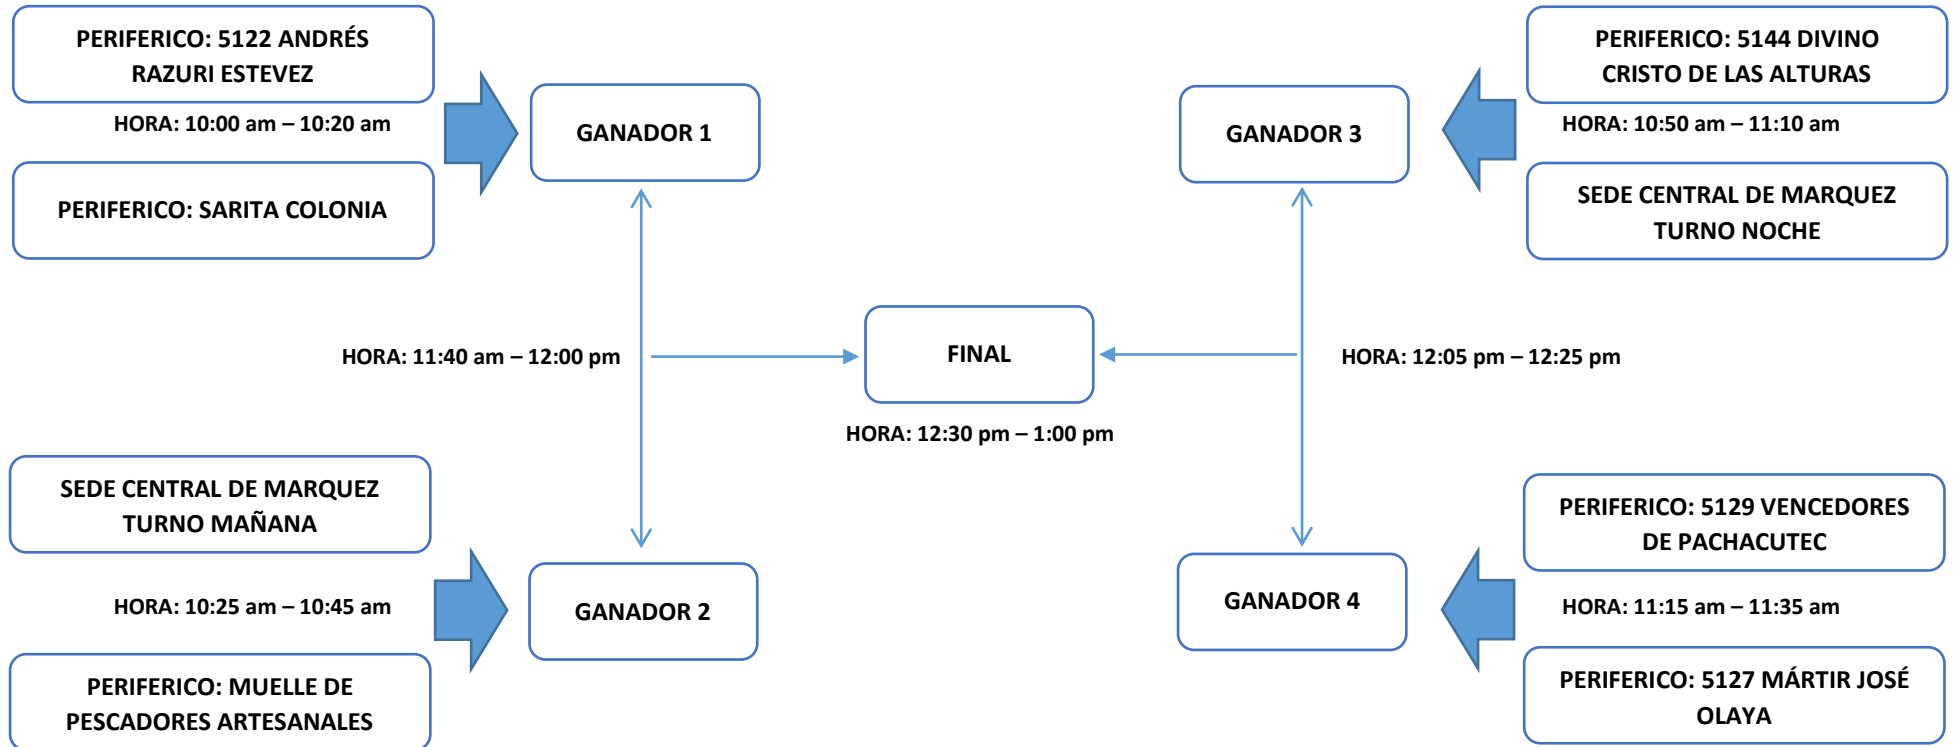 PERIFERICO: 5122 ANDRÉS
RAZURI ESTEVEZ
HORA: 10:00 am – 10:20 am
PERIFERICO: SARITA COLONIA
GANADOR 1
GANADOR 3
PERIFERICO: 5144 DIVINO
CRISTO DE LAS ALTURAS
HORA: 10:50 am – 11:10 am
SEDE CENTRAL DE MARQUEZ
TURNO NOCHE
HORA: 11:40 am – 12:00 pm
FINAL
HORA: 12:30 pm – 1:00 pm
HORA: 12:05 pm – 12:25 pm
SEDE CENTRAL DE MARQUEZ
TURNO MAÑANA
HORA: 10:25 am – 10:45 am
PERIFERICO: MUELLE DE
PESCADORES ARTESANALES
GANADOR 2
GANADOR 4
PERIFERICO: 5129 VENCEDORES
DE PACHACUTEC
HORA: 11:15 am – 11:35 am
PERIFERICO: 5127 MÁRTIR JOSÉ
OLAYA